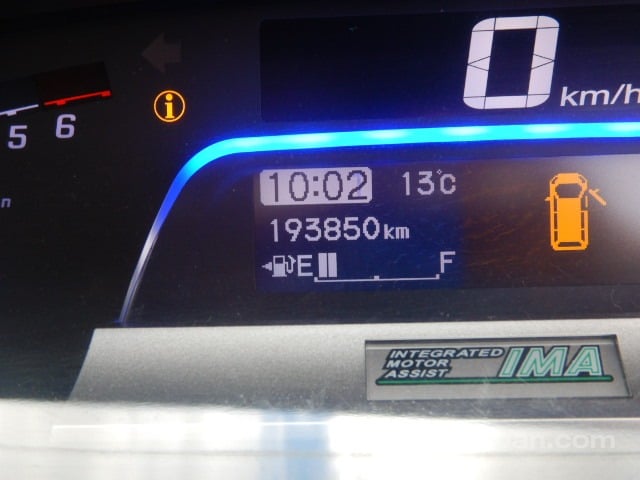 0 km/h
5 6
i
10:02 13°C
193850km
E F
INTEGRATED
MOTOR
ASSIST
IMA